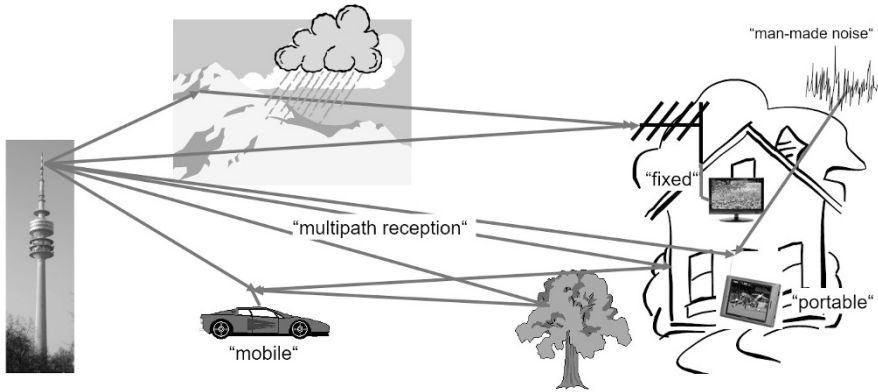 “man-made noise“
“fixed“
“multipath reception“
“portable“
“mobile“